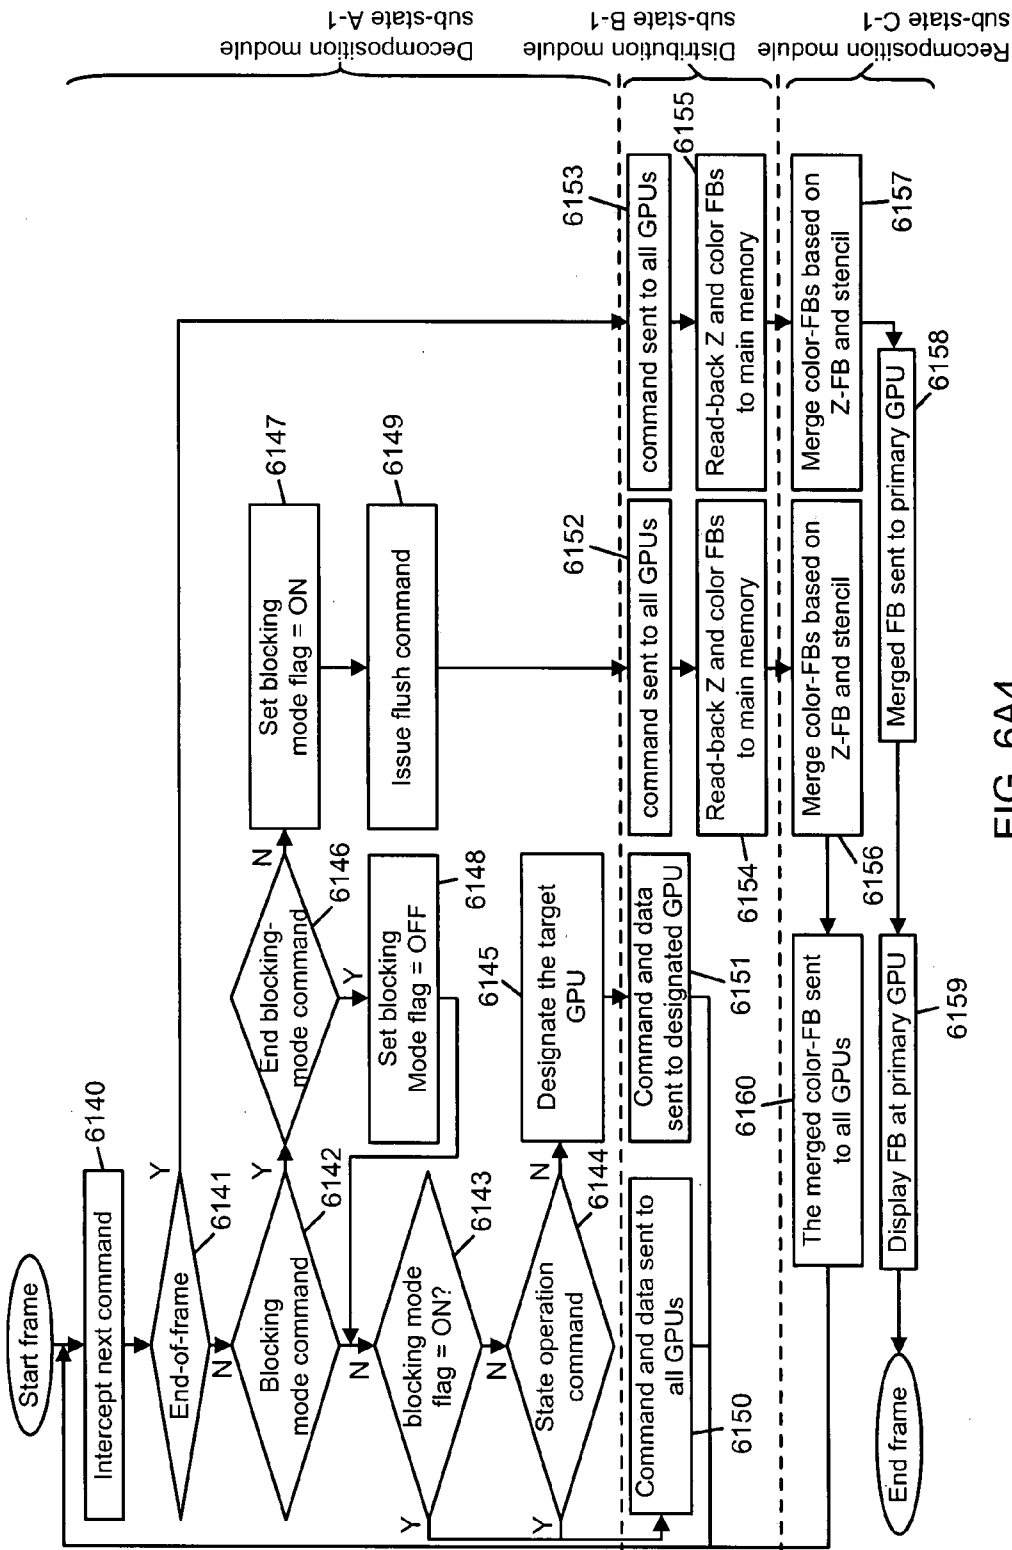 Start frame
Intercept next command
6140
End-of-frame
6141
Y
N
Blocking
mode command
6142
Y
N
End blocking-
mode command
6146
N
Y
Set blocking
mode flag = ON
6147
Issue flush command
6149
Set blocking
Mode flag = OFF
6148
blocking mode
flag = ON?
6143
Y
N
State operation
command
6144
Y
N
Designate the target
GPU
6145
Decomposition module
sub-state A-1
Command and data sent to
all GPUs
6150
Command and data
sent to designated GPU
6151
command sent to all GPUs
6152
command sent to all GPUs
6153
Read-back Z and color FBs
to main memory
6154
Read-back Z and color FBs
to main memory
6155
Distribution module
sub-state B-1
Merge color-FBs based on
Z-FB and stencil
6156
Merge color-FBs based on
Z-FB and stencil
6157
The merged color-FB sent
to all GPUs
6160
Merged FB sent to primary GPU
6158
Display FB at primary GPU
6159
End frame
Recomposition module
sub-state C-1
FIG. 6A4